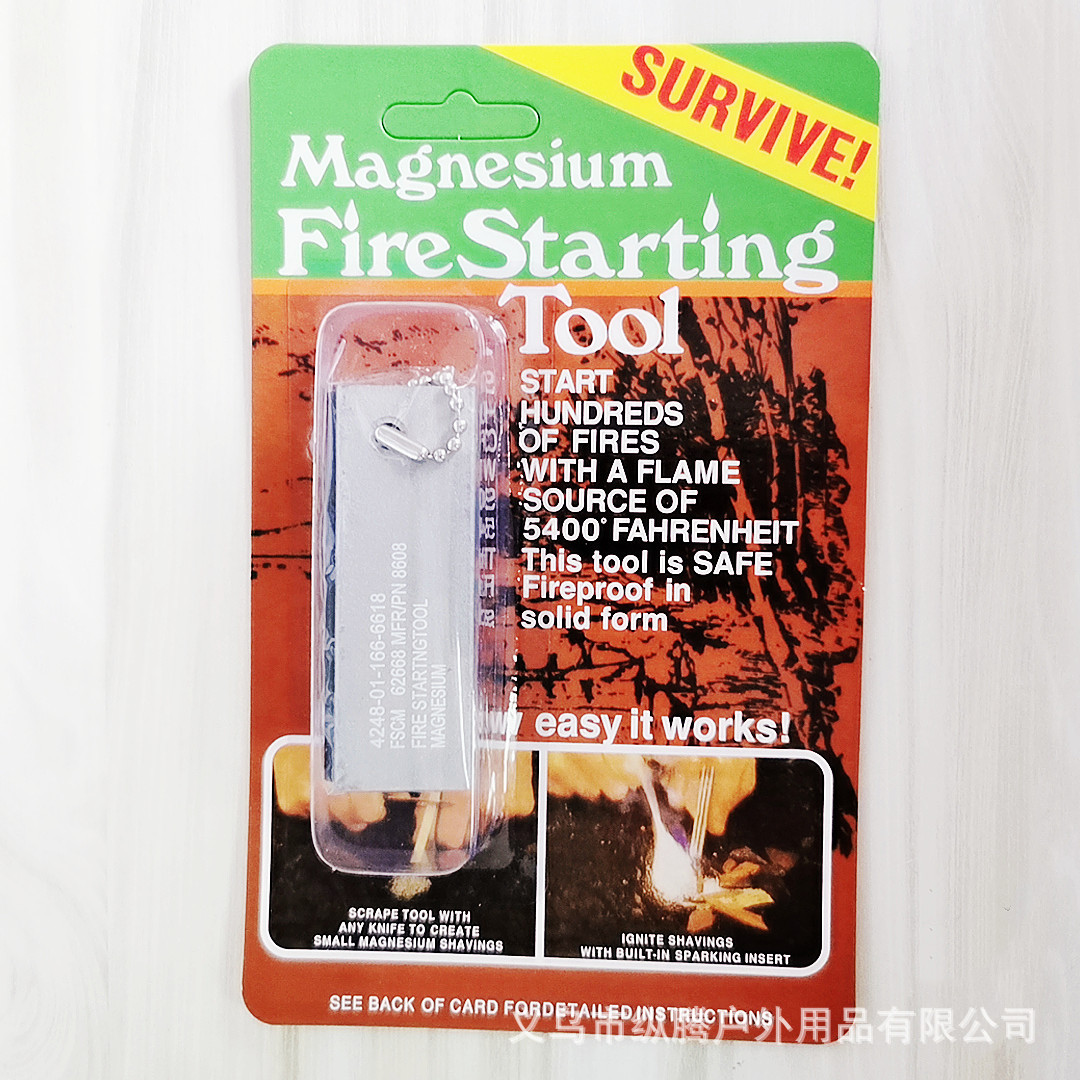 SURVIVE!
Magnesium
Fire Starting
Tool
START
HUNDREDS
OF FIRES
WITH A FLAME
SOURCE OF
5400° FAHRENHEIT
This tool is SAFE
Fireproof in
solid form
4248-01-166-6618
FSCM 62668 MFR/PN 8608
FIRE STARTNGTOOL
MAGNESIUM
easy it works!
SCRAPE TOOL WITH
ANY KNIFE TO CREATE
SMALL MAGNESIUM SHAVINGS
IGNITE SHAVINGS
WITH BUILT-IN SPARKING INSERT
SEE BACK OF CARD FORDETAILED INSTRUCTIONS
义乌市纵腾户外用品有限公司